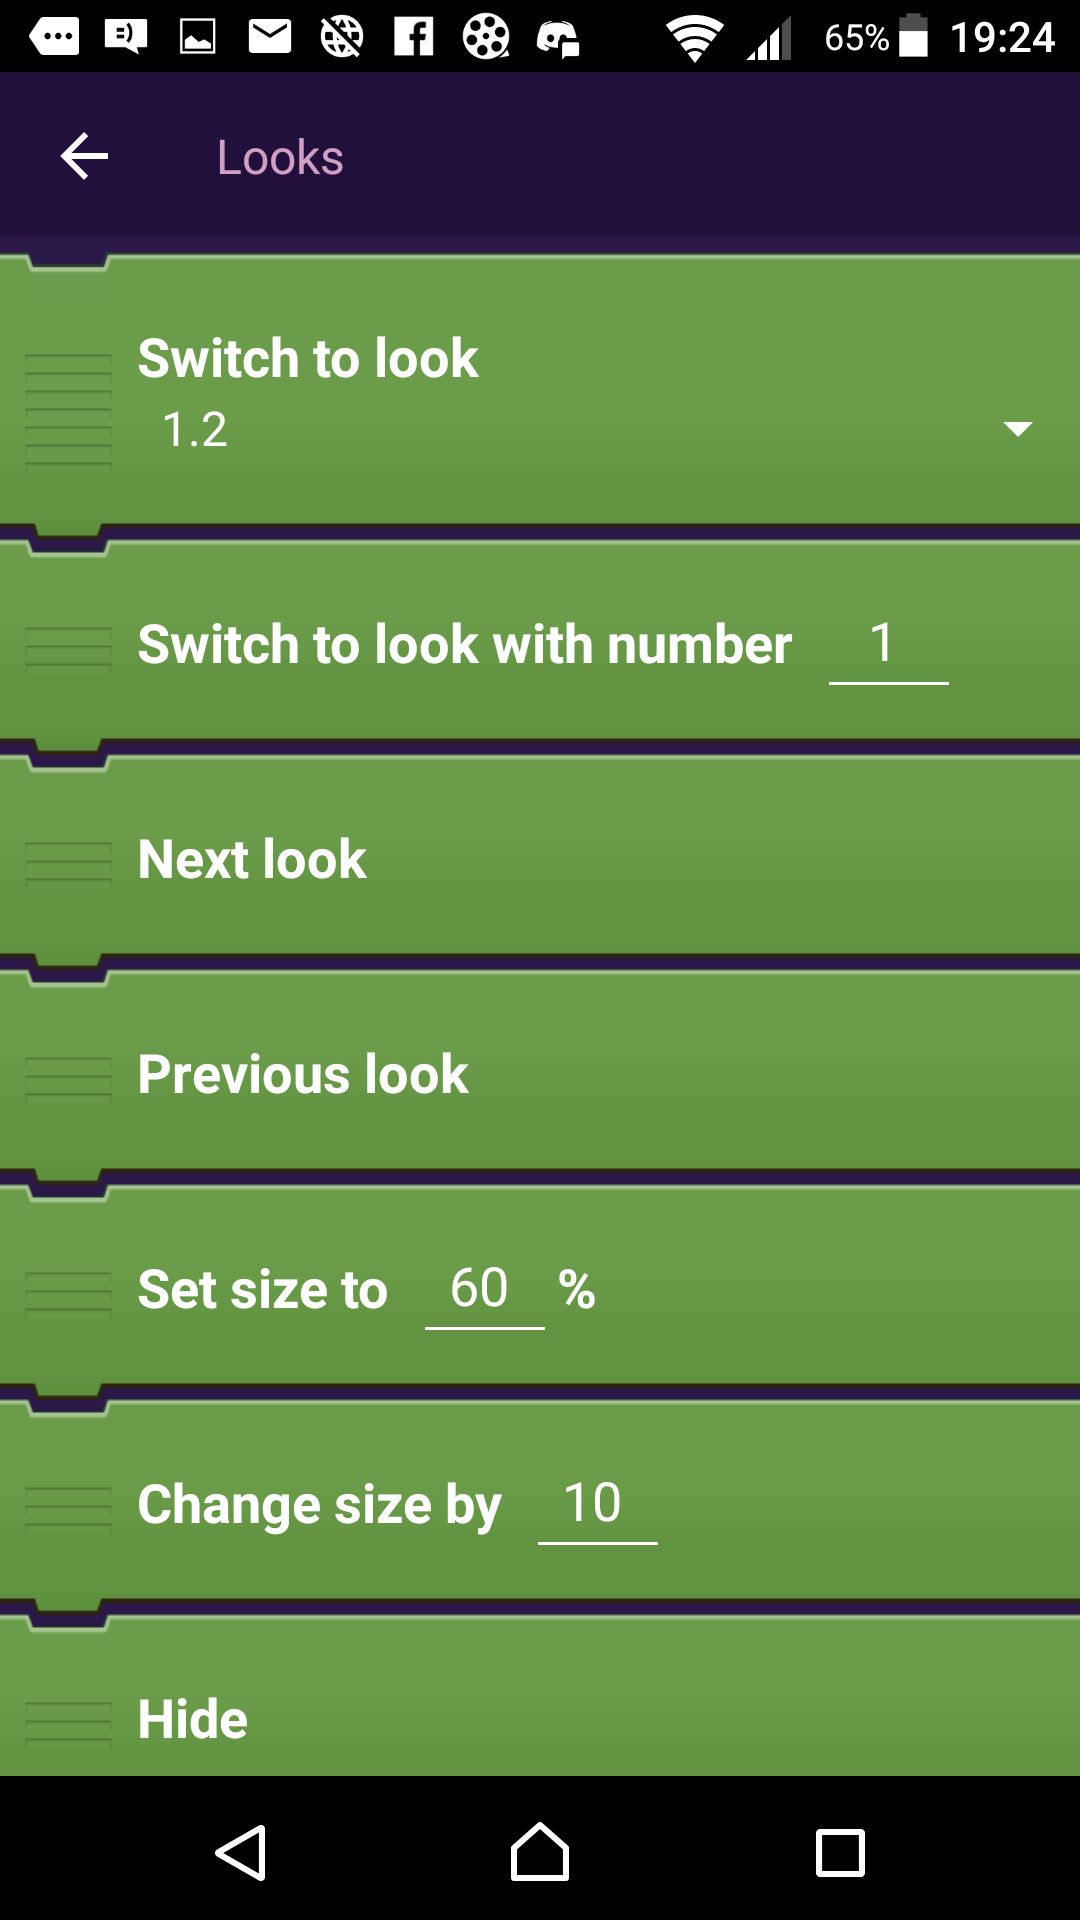 65% 19:24
Looks
Switch to look
1.2
Switch to look with number 1
Next look
Previous look
Set size to 60 %
Change size by 10
Hide